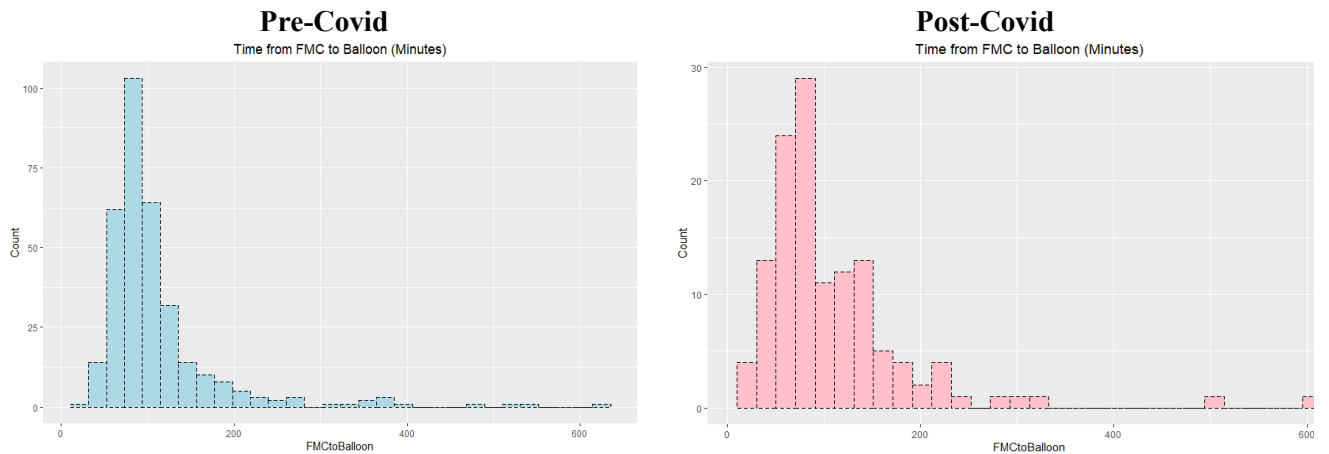 Pre-Covid
Time from FMC to Balloon (Minutes)
100
75
50
25
0
Count
0 200 400 600
FMCtoBalloon
Post-Covid
Time from FMC to Balloon (Minutes)
30
20
10
0
Count
0 200 400 600
FMCtoBalloon